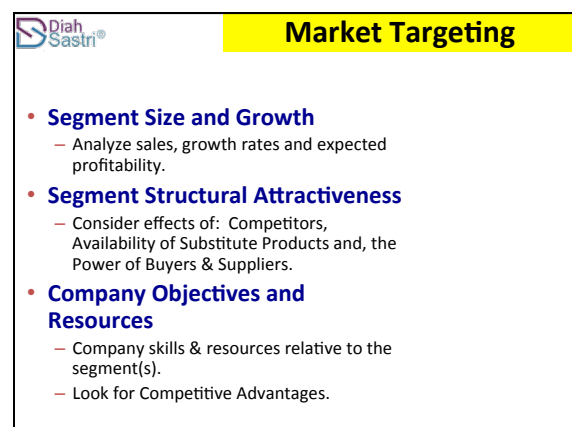 Diah
Sastri®
Market Targeting
• Segment Size and Growth
– Analyze sales, growth rates and expected
profitability.
• Segment Structural Attractiveness
– Consider effects of: Competitors,
Availability of Substitute Products and, the
Power of Buyers & Suppliers.
• Company Objectives and
Resources
– Company skills & resources relative to the
segment(s).
– Look for Competitive Advantages.